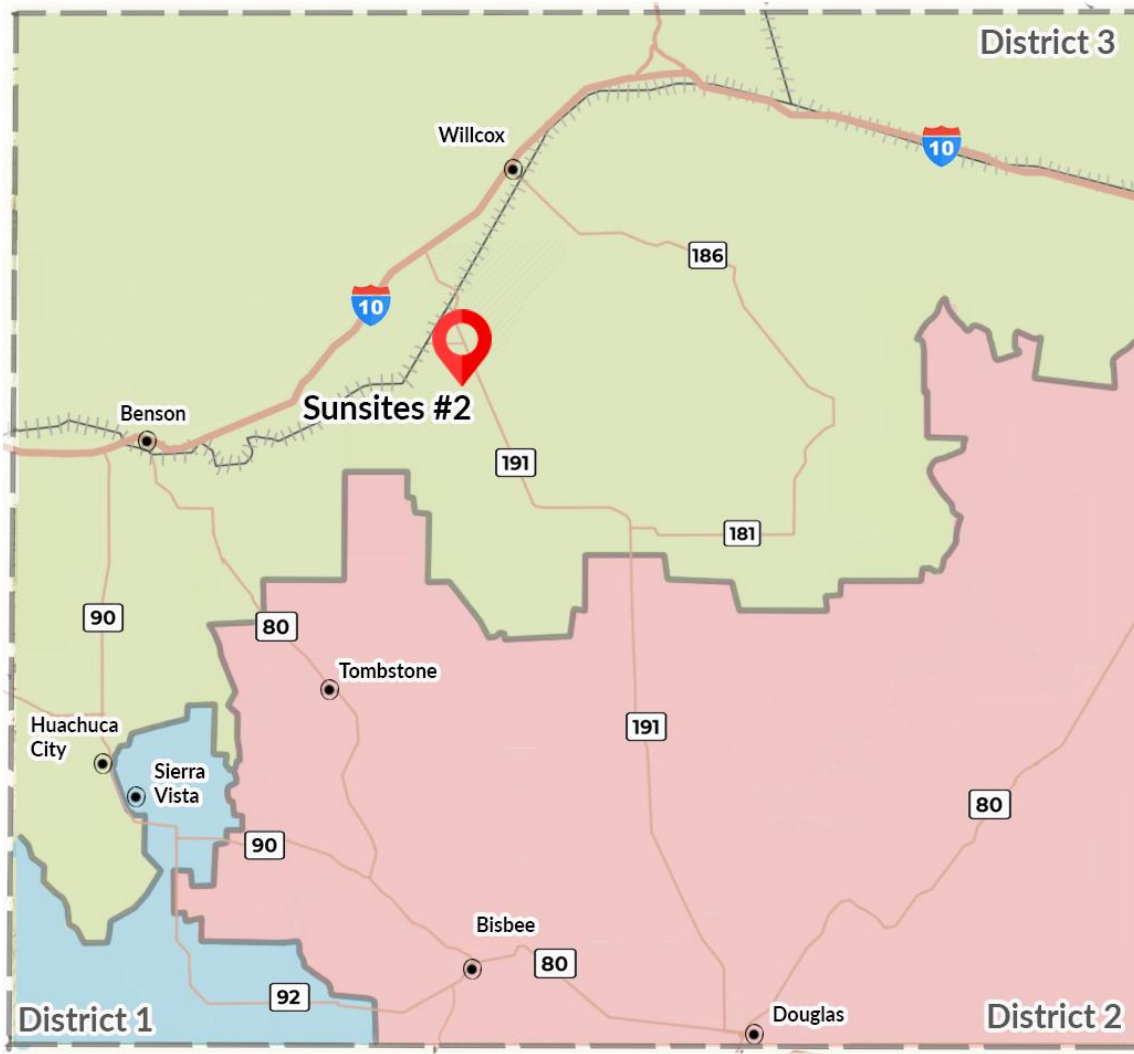 District 3
Willcox
10
186
10
Sunsites #2
Benson
191
181
90
80
Tombstone
191
Huachuca
City
Sierra
Vista
80
90
Bisbee
80
92
Douglas
District 1
District 2